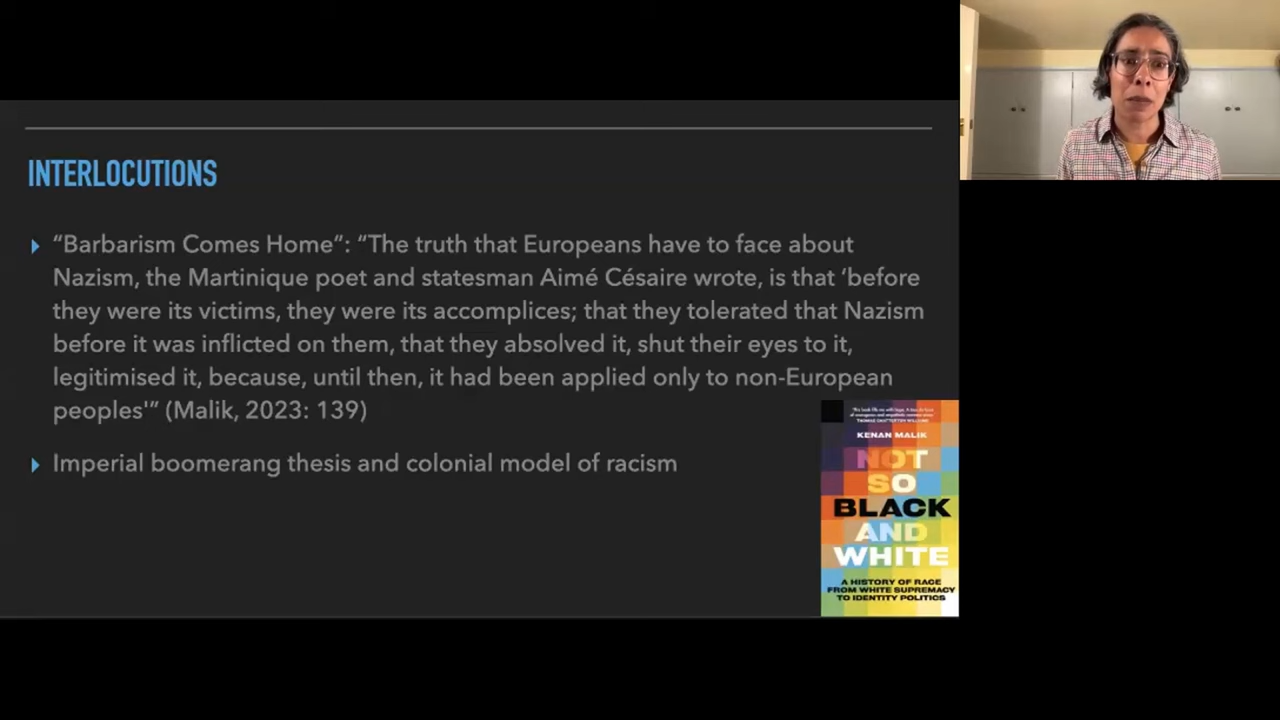 INTERLOCUTIONS
“Barbarism Comes Home”: “The truth that Europeans have to face about
Nazism, the Martinique poet and statesman Aimé Césaire wrote, is that ‘before
they were its victims, they were its accomplices; that they tolerated that Nazism
before it was inflicted on them, that they absolved it, shut their eyes to it,
legitimised it, because, until then, it had been applied only to non-European
peoples'” (Malik, 2023: 139)
Imperial boomerang thesis and colonial model of racism
KENAN MALIK
NOT
SO
BLACK
AND
WHITE
A HISTORY OF RACE
FROM WHITE SUPREMACY
TO IDENTITY POLITICS